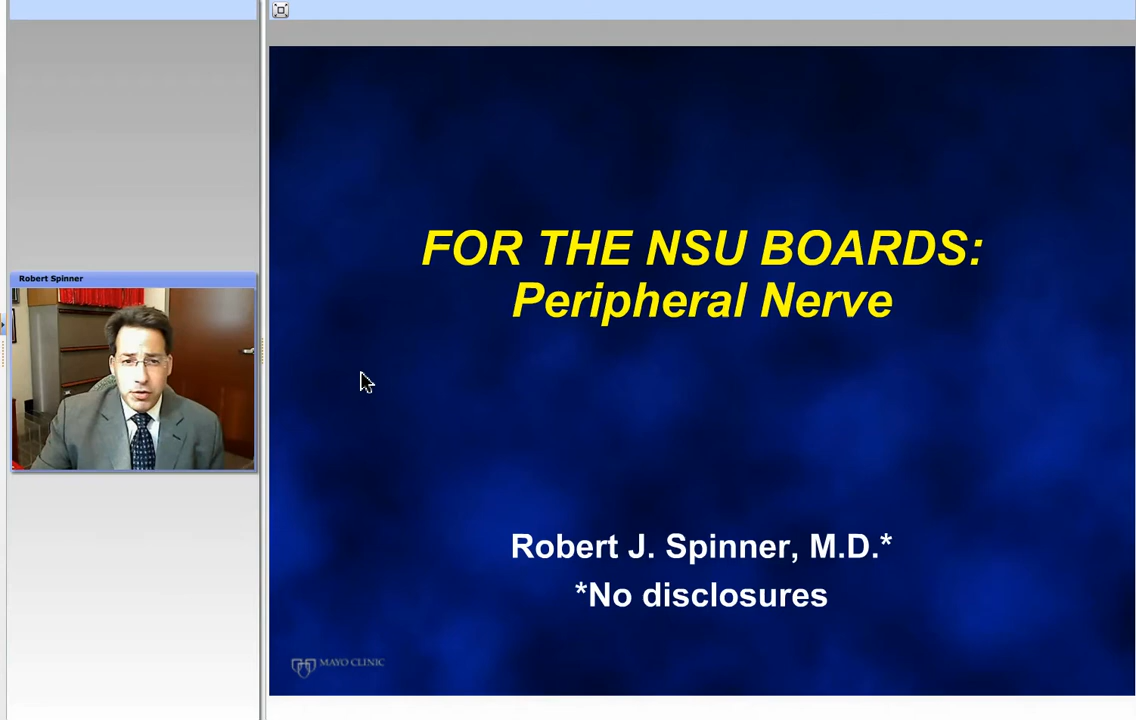 Robert Spinner
FOR THE NSU BOARDS:
Peripheral Nerve
Robert J. Spinner, M.D.*
*No disclosures
MAYO CLINIC